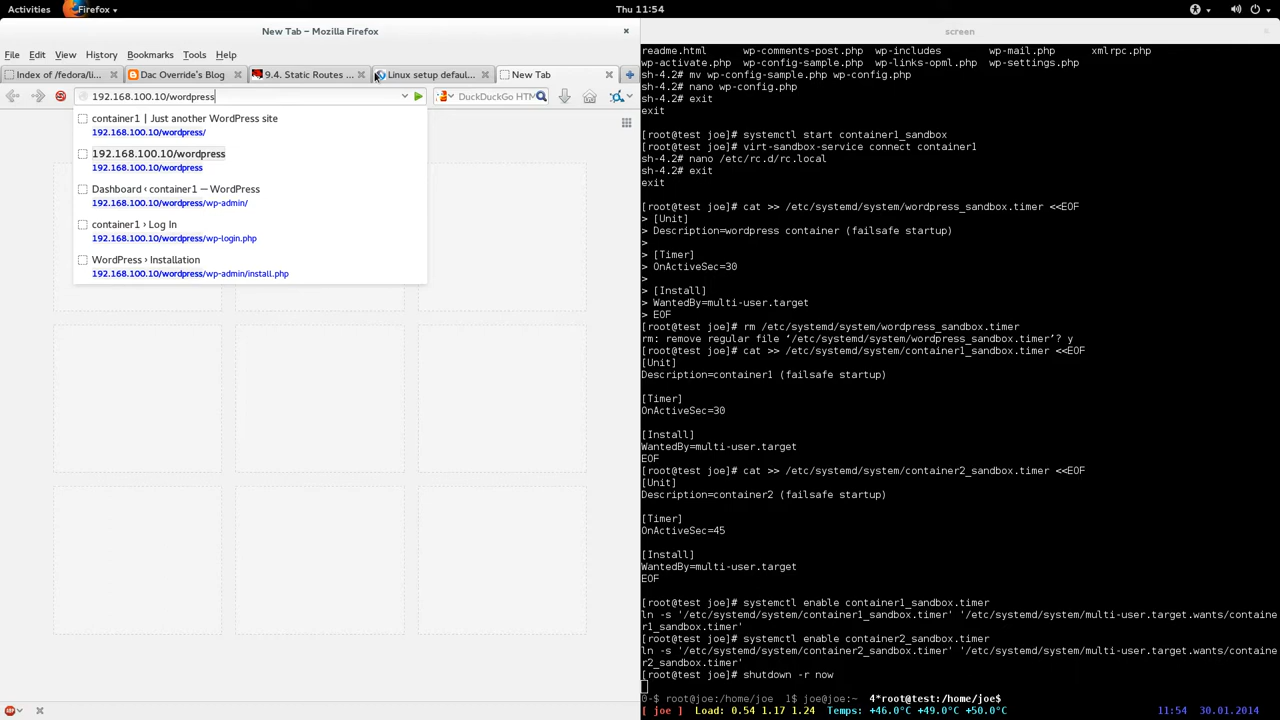 Activities Firefox Thu 11:54
New Tab – Mozilla Firefox
screen
File Edit View History Bookmarks Tools Help
Index of /fedora/li... Dac Override's Blog 9.4. Static Routes ... Linux setup defaul... New Tab
192.168.100.10/wordpress DuckDuckGo HTM
container1 | Just another WordPress site
192.168.100.10/wordpress/
192.168.100.10/wordpress
192.168.100.10/wordpress
Dashboard ‹ container1 — WordPress
192.168.100.10/wordpress/wp-admin/
container1 › Log In
192.168.100.10/wordpress/wp-login.php
WordPress › Installation
192.168.100.10/wordpress/wp-admin/install.php
readme.html wp-comments-post.php wp-includes wp-mail.php xmlrpc.php
wp-activate.php wp-config-sample.php wp-links-opml.php wp-settings.php
sh-4.2# mv wp-config-sample.php wp-config.php
sh-4.2# nano wp-config.php
sh-4.2# exit
exit
[root@test joe]# systemctl start container1_sandbox
[root@test joe]# virt-sandbox-service connect container1
sh-4.2# nano /etc/rc.d/rc.local
sh-4.2# exit
exit
[root@test joe]# cat >> /etc/systemd/system/wordpress_sandbox.timer <<EOF
> [Unit]
> Description=wordpress container (failsafe startup)
>
> [Timer]
> OnActiveSec=30
>
> [Install]
> WantedBy=multi-user.target
> EOF
[root@test joe]# rm /etc/systemd/system/wordpress_sandbox.timer
rm: remove regular file ‘/etc/systemd/system/wordpress_sandbox.timer’? y
[root@test joe]# cat >> /etc/systemd/system/container1_sandbox.timer <<EOF
[Unit]
Description=container1 (failsafe startup)
[Timer]
OnActiveSec=30
[Install]
WantedBy=multi-user.target
EOF
[root@test joe]# cat >> /etc/systemd/system/container2_sandbox.timer <<EOF
[Unit]
Description=container2 (failsafe startup)
[Timer]
OnActiveSec=45
[Install]
WantedBy=multi-user.target
EOF
[root@test joe]# systemctl enable container1_sandbox.timer
ln -s '/etc/systemd/system/container1_sandbox.timer' '/etc/systemd/system/multi-user.target.wants/containe
r1_sandbox.timer'
[root@test joe]# systemctl enable container2_sandbox.timer
ln -s '/etc/systemd/system/container2_sandbox.timer' '/etc/systemd/system/multi-user.target.wants/containe
r2_sandbox.timer'
[root@test joe]# shutdown -r now
0-$ root@joe:/home/joe 1$ joe@joe:~ 4*root@test:/home/joe$
[ joe ] Load: 0.54 1.17 1.24 Temps: +46.0°C +49.0°C +50.0°C 11:54 30.01.2014